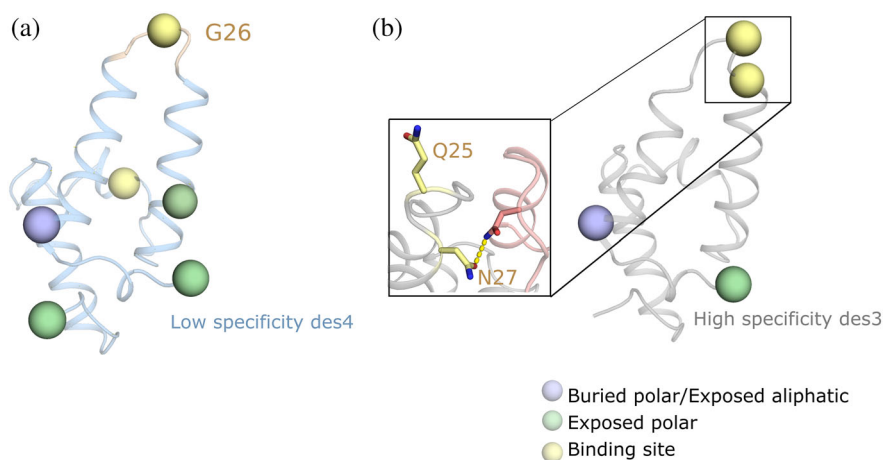 (a)
G26
Low specificity des4
(b)
Q25
N27
High specificity des3
Buried polar/Exposed aliphatic
Exposed polar
Binding site